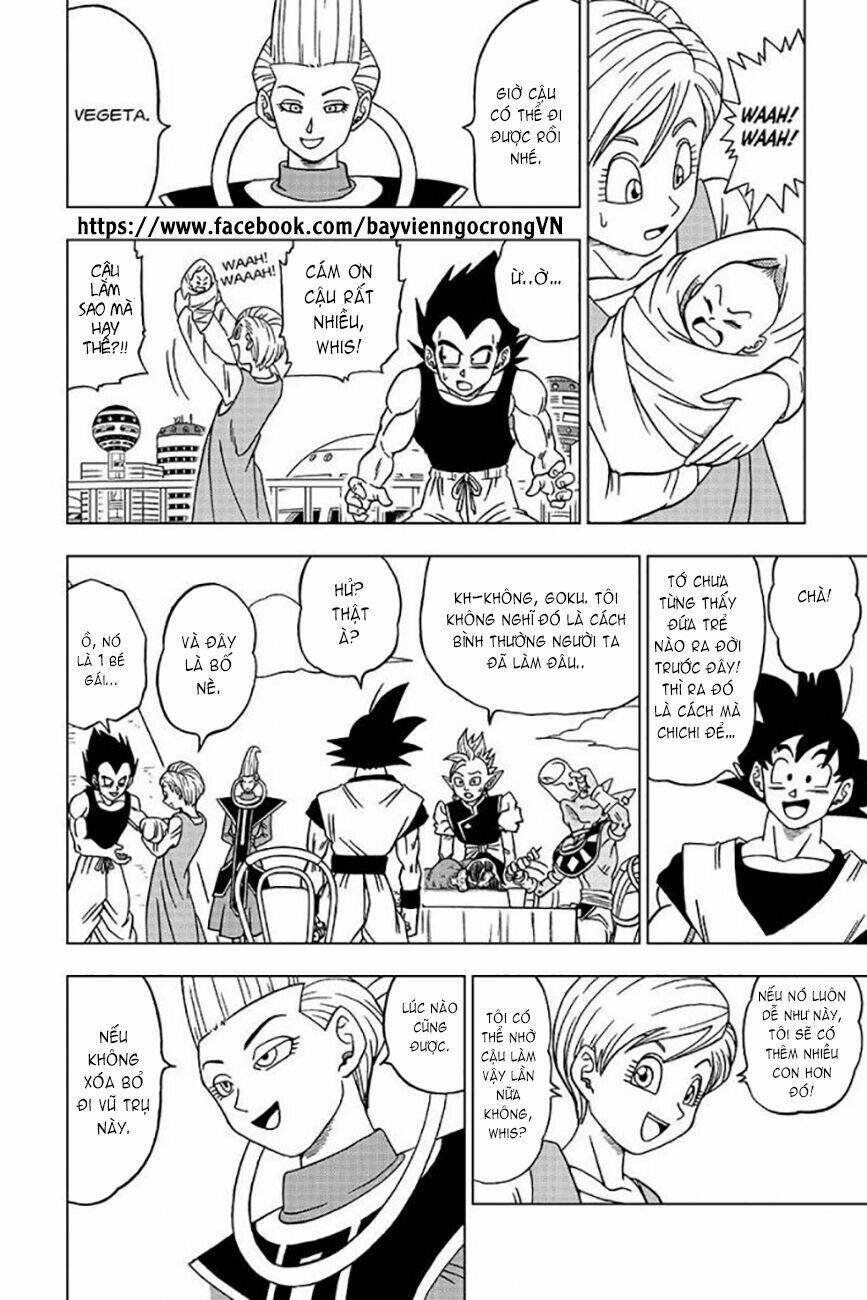 WAAH!
WAAH!
GIỜ CẬU
CÓ THỂ ĐI
ĐƯỢC RỒI
NHÉ.
VEGETA.
https://www.facebook.com/bayvienngocrongVN
Ừ..Ờ...
CÁM ƠN
CẬU RẤT
NHIỀU,
WHIS!
WAAH!
WAAAH!
CẬU
LÀM
SAO MÀ
HAY
THẾ?!!
CHÀ!
TỚ CHƯA
TỪNG THẤY
ĐỨA TRẺ
NÀO RA ĐỜI
TRƯỚC ĐÂY!
THÌ RA ĐÓ
LÀ CÁCH MÀ
CHICHI ĐẺ...
KH-KHÔNG, GOKU. TÔI
KHÔNG NGHĨ ĐÓ LÀ CÁCH
BÌNH THƯỜNG NGƯỜI TA
ĐÃ LÀM ĐÂU..
HỬ?
THẬT
À?
VÀ ĐÂY
LÀ BỐ
NÈ.
Ồ, NÓ
LÀ 1 BÉ
GÁI...
NẾU NÓ LUÔN
DỄ NHƯ NÀY,
TÔI SẼ CÓ
THÊM NHIỀU
CON HƠN
ĐÓ!
TÔI CÓ
THỂ NHỜ
CẬU LÀM
VẬY LẦN
NỮA
KHÔNG,
WHIS?
LÚC NÀO
CŨNG
ĐƯỢC.
NẾU
KHÔNG
XÓA BỎ
ĐI VŨ TRỤ
NÀY.